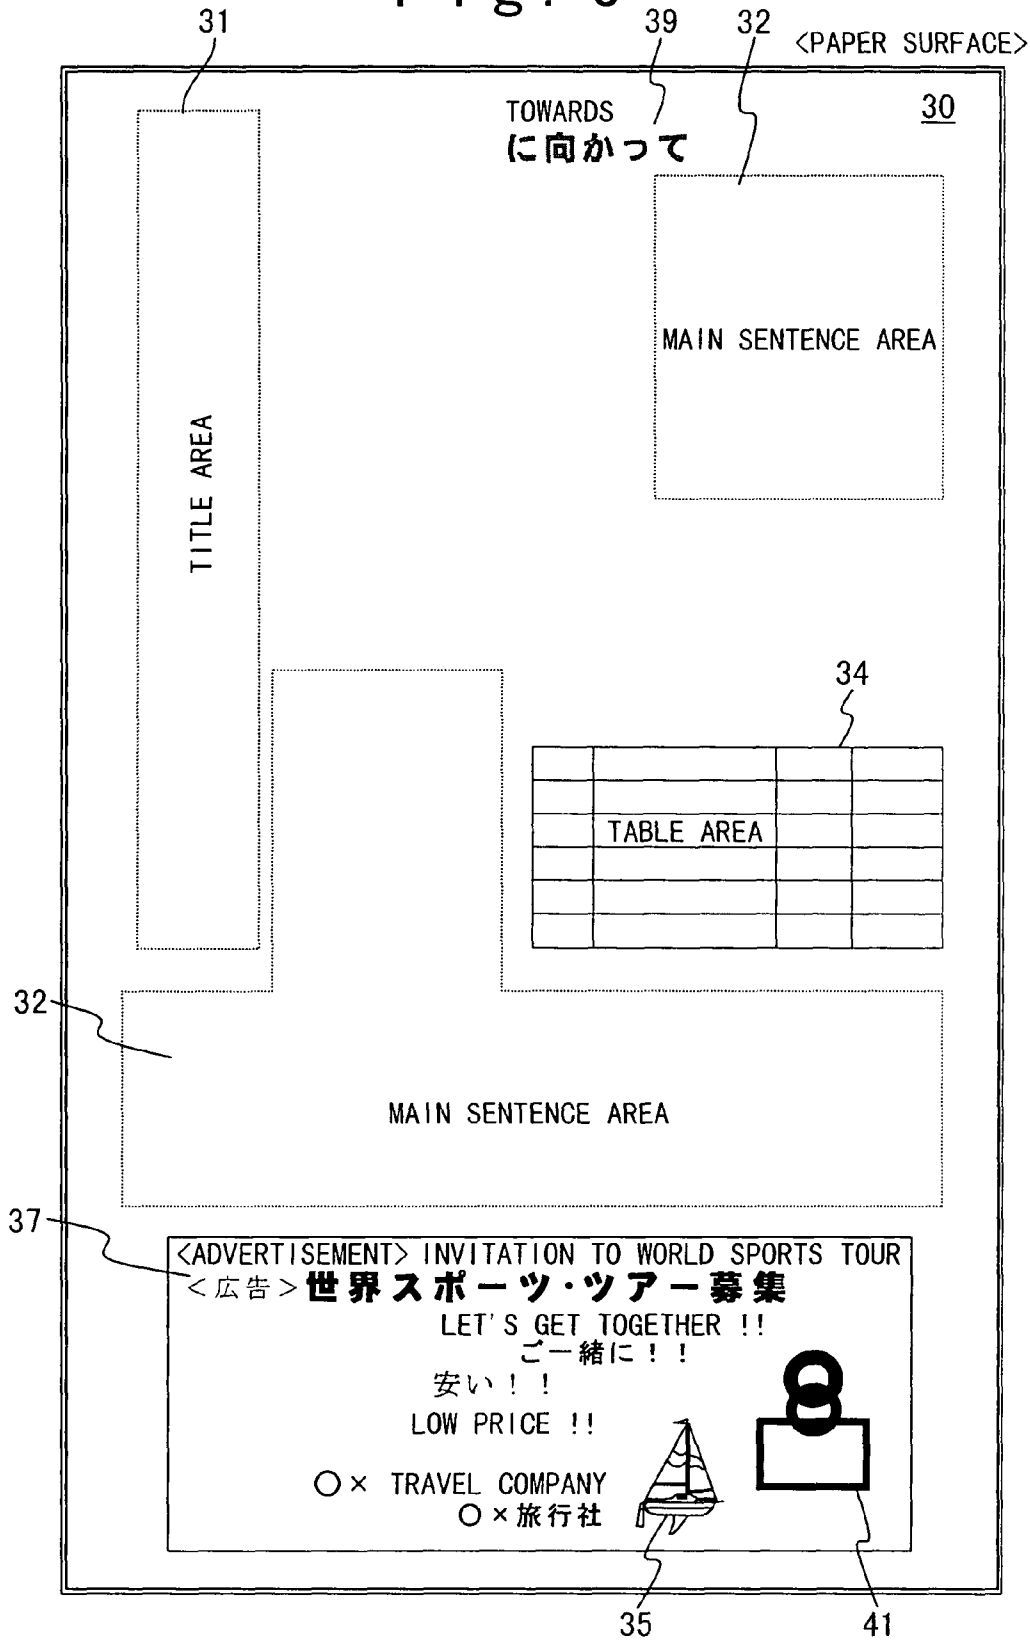 31
39
32
<PAPER SURFACE>
30
TOWARDS
に向かって
MAIN SENTENCE AREA
TITLE AREA
34
TABLE AREA
32
MAIN SENTENCE AREA
37
<ADVERTISEMENT> INVITATION TO WORLD SPORTS TOUR
<広告>世界スポーツ・ツアー募集
LET'S GET TOGETHER !!
ご一緒に!!
安い!!
LOW PRICE !!
○× TRAVEL COMPANY
○×旅行社
35
41